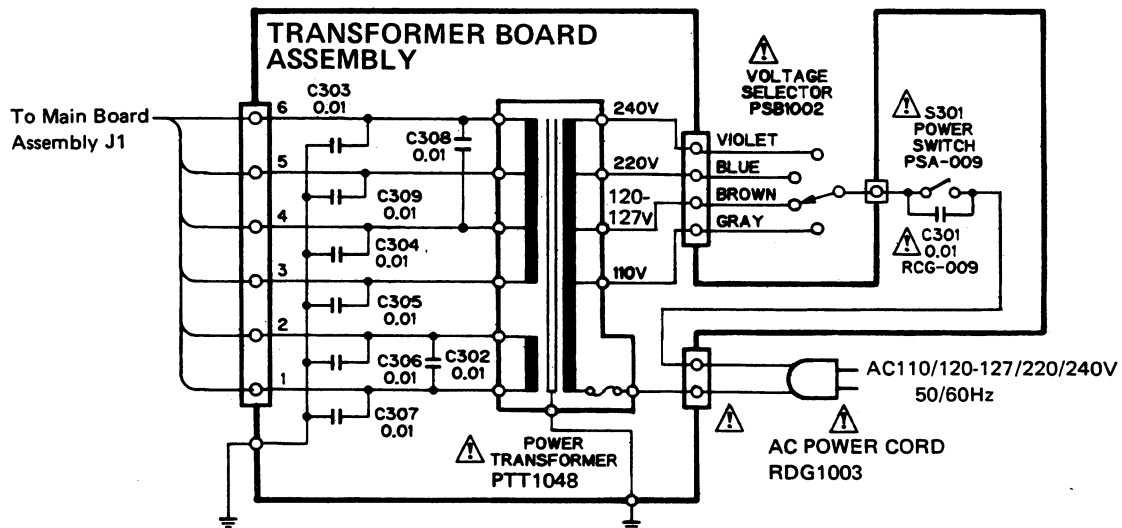 TRANSFORMER BOARD
ASSEMBLY
To Main Board
Assembly J1
6
5
4
3
2
1
C303
0.01
C308
0.01
C309
0.01
C304
0.01
C305
0.01
C306
0.01
C302
0.01
C307
0.01
240V
220V
120-
127V
110V
POWER
TRANSFORMER
PTT1048
VOLTAGE
SELECTOR
PSB1002
VIOLET
BLUE
BROWN
GRAY
S301
POWER
SWITCH
PSA-009
C301
0.01
RCG-009
AC110/120-127/220/240V
50/60Hz
AC POWER CORD
RDG1003